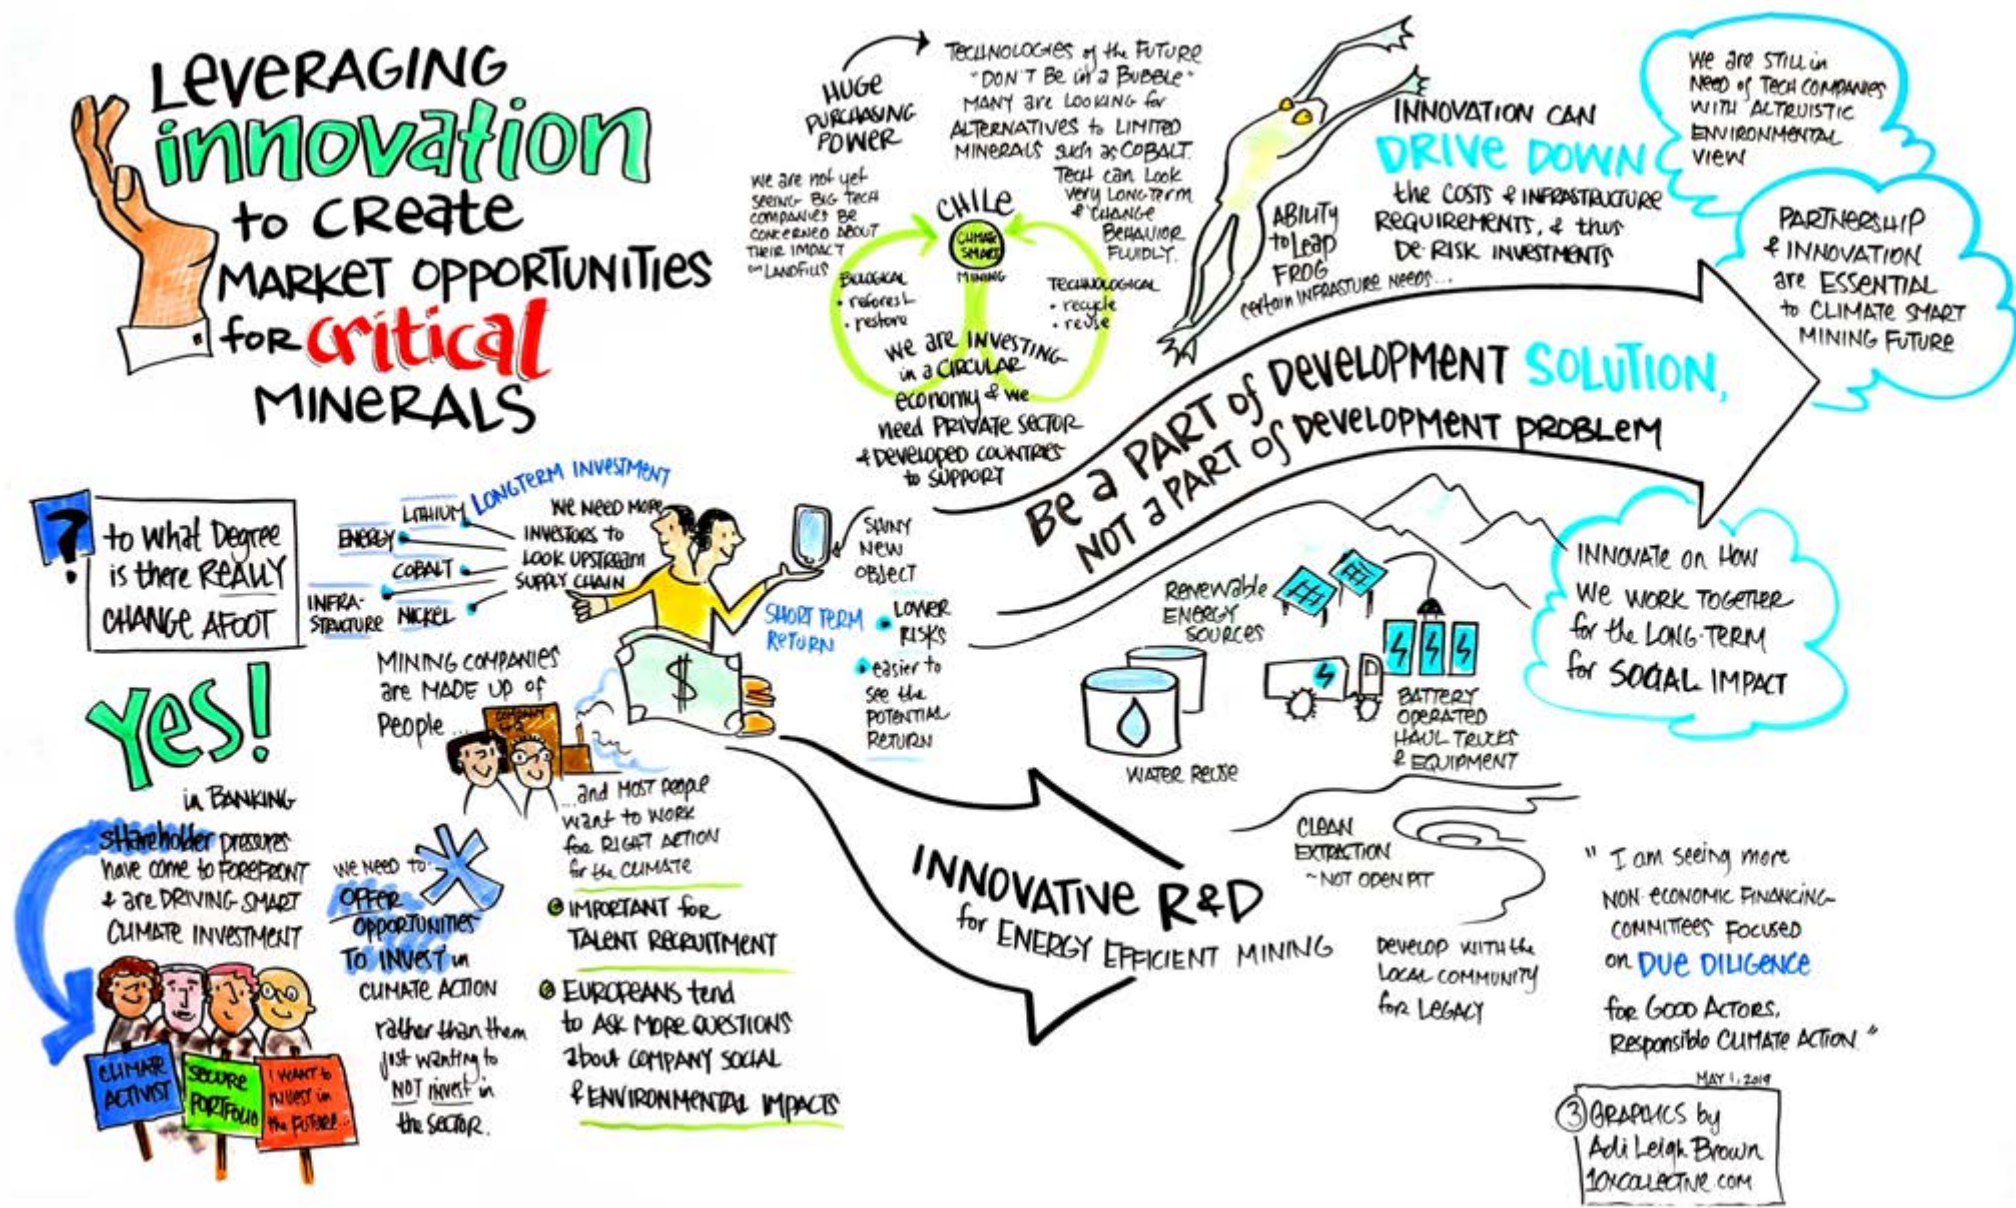 LEVERAGING
innovation
to CREATE
MARKET OPPORTUNITIES
for critical
MINERALS
HUGE
PURCHASING
POWER
TECHNOLOGIES of the FUTURE
"DON'T BE in a BUBBLE"
MANY are LOOKING for
ALTERNATIVES to LIMITED
MINERALS such as COBALT.
TECH can LOOK
very LONG-TERM
& CHANGE
BEHAVIOR
FLUIDLY.
we are not yet
SEEING BIG TECH
COMPANIES BE
CONCERNED ABOUT
THEIR IMPACT
on LANDFILLS
CHILE
CLIMATE
SMART
MINING
BIOLOGICAL
• reforest
• restore
TECHNOLOGICAL
• recycle
• reuse
we are INVESTING
in a CIRCULAR
economy & we
need PRIVATE SECTOR
& DEVELOPED COUNTRIES
to SUPPORT
ABILITY
to LEAP
FROG
certain INFRASTURE NEEDS...
INNOVATION CAN
DRIVE DOWN
the COSTS & INFRASTRUCTURE
REQUIREMENTS, & thus
DE-RISK INVESTMENTS
We are STILL in
NEED of TECH COMPANIES
WITH ALTRUISTIC
ENVIRONMENTAL
VIEW
PARTNERSHIP
& INNOVATION
are ESSENTIAL
to CLIMATE SMART
MINING FUTURE
Be a PART of DEVELOPMENT SOLUTION,
NOT a PART of DEVELOPMENT PROBLEM
?
to What Degree
is there REALLY
CHANGE AFOOT
YES!
in BANKING
shareholder pressures
have come to FOREFRONT
& are DRIVING SMART
CLIMATE INVESTMENT
CLIMATE
ACTIVIST
SECURE
PORTFOLIO
I WANT to
INVEST in
the FUTURE...
LONGTERM INVESTMENT
LITHIUM
ENERGY
COBALT
INFRA-
STRUCTURE
NICKEL
WE NEED MORE
INVESTORS to
LOOK UPSTREAM
SUPPLY CHAIN
SHINY
NEW
OBJECT
SHORT TERM
RETURN
• LOWER
RISKS
• easier to
see the
POTENTIAL
RETURN
$
MINING COMPANIES
are MADE UP of
People ...
COMPANY
...and MOST People
want to WORK
for RIGHT ACTION
for the CLIMATE
IMPORTANT for
TALENT RECRUITMENT
EUROPEANS tend
to ASK MORE QUESTIONS
about COMPANY SOCIAL
& ENVIRONMENTAL IMPACTS
WE NEED TO
OFFER
OPPORTUNITIES
TO INVEST in
CLIMATE ACTION
rather than them
just wanting to
NOT invest in
the SECTOR.
INNOVATIVE R&D
for ENERGY EFFICIENT MINING
Renewable
ENERGY
SOURCES
WATER REUSE
BATTERY
OPERATED
HAUL TRUCKS
& EQUIPMENT
CLEAN
EXTRACTION
~NOT OPEN PIT
DEVELOP WITH the
LOCAL COMMUNITY
for LEGACY
INNOVATE on HOW
We WORK TOGETHER
for the LONG-TERM
for SOCIAL IMPACT
" I am seeing more
NON-ECONOMIC FINANCING-
COMMITTEES FOCUSED
on DUE DILIGENCE
for GOOD ACTORS,
Responsible CLIMATE ACTION."
MAY 1, 2019
3 GRAPHICS by
Adi Leigh Brown
10XCOLLECTIVE.COM